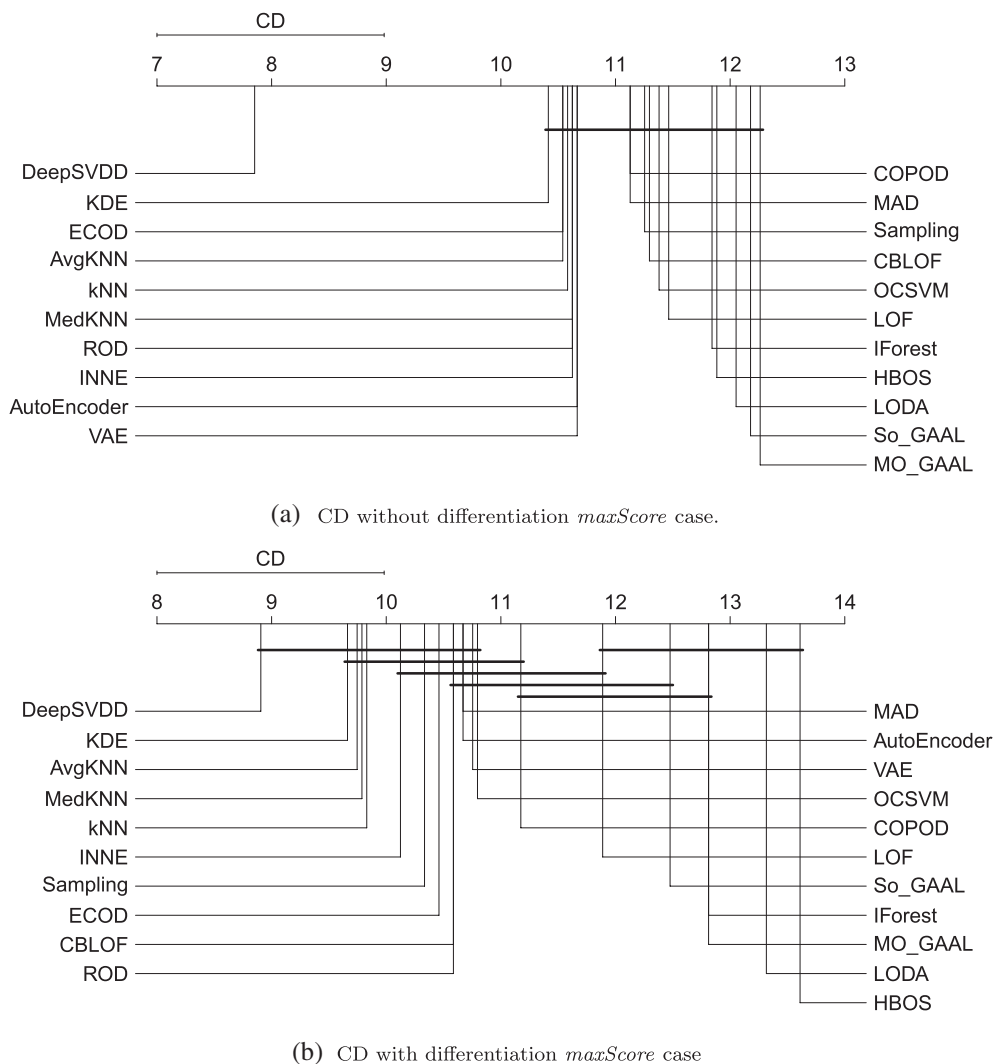 CD
7 8 9 10 11 12 13
DeepSVDD COPOD
KDE MAD
ECOD Sampling
AvgKNN CBLOF
kNN OCSVM
MedKNN LOF
ROD IForest
INNE HBOS
AutoEncoder LODA
VAE So_GAAL
MO_GAAL
(a) CD without differentiation maxScore case.
CD
8 9 10 11 12 13 14
DeepSVDD MAD
KDE AutoEncoder
AvgKNN VAE
MedKNN OCSVM
kNN COPOD
INNE LOF
Sampling So_GAAL
ECOD IForest
CBLOF MO_GAAL
ROD LODA
HBOS
(b) CD with differentiation maxScore case